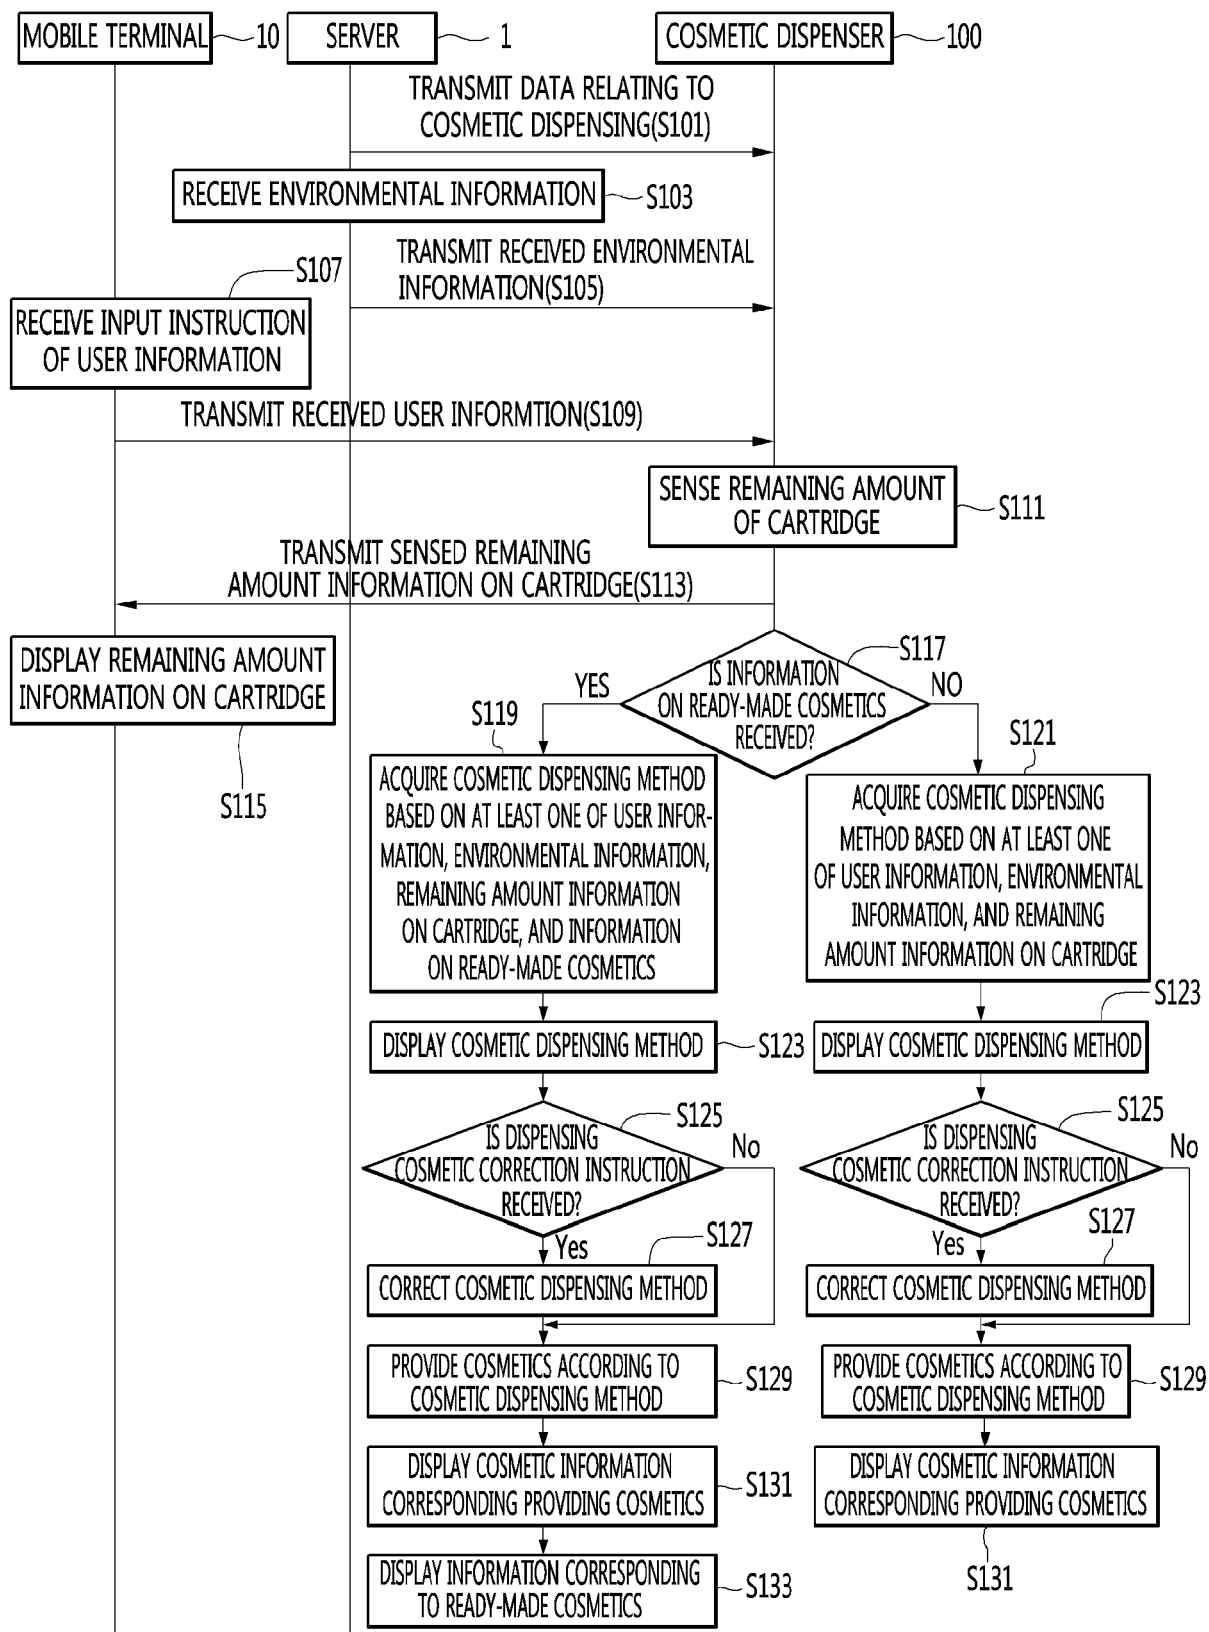 MOBILE TERMINAL
10
SERVER
1
COSMETIC DISPENSER
100
TRANSMIT DATA RELATING TO
COSMETIC DISPENSING(S101)
RECEIVE ENVIRONMENTAL INFORMATION
S103
TRANSMIT RECEIVED ENVIRONMENTAL
INFORMATION(S105)
S107
RECEIVE INPUT INSTRUCTION
OF USER INFORMATION
TRANSMIT RECEIVED USER INFORMTION(S109)
SENSE REMAINING AMOUNT
OF CARTRIDGE
S111
TRANSMIT SENSED REMAINING
AMOUNT INFORMATION ON CARTRIDGE(S113)
DISPLAY REMAINING AMOUNT
INFORMATION ON CARTRIDGE
S115
S117
IS INFORMATION
ON READY-MADE COSMETICS
RECEIVED?
YES
NO
S119
ACQUIRE COSMETIC DISPENSING METHOD
BASED ON AT LEAST ONE OF USER INFOR-
MATION, ENVIRONMENTAL INFORMATION,
REMAINING AMOUNT INFORMATION
ON CARTRIDGE, AND INFORMATION
ON READY-MADE COSMETICS
S121
ACQUIRE COSMETIC DISPENSING
METHOD BASED ON AT LEAST ONE
OF USER INFORMATION, ENVIRONMENTAL
INFORMATION, AND REMAINING
AMOUNT INFORMATION ON CARTRIDGE
DISPLAY COSMETIC DISPENSING METHOD
S123
DISPLAY COSMETIC DISPENSING METHOD
S123
IS DISPENSING
COSMETIC CORRECTION INSTRUCTION
RECEIVED?
S125
No
Yes
IS DISPENSING
COSMETIC CORRECTION INSTRUCTION
RECEIVED?
S125
No
Yes
S127
CORRECT COSMETIC DISPENSING METHOD
S127
CORRECT COSMETIC DISPENSING METHOD
PROVIDE COSMETICS ACCORDING TO
COSMETIC DISPENSING METHOD
S129
PROVIDE COSMETICS ACCORDING TO
COSMETIC DISPENSING METHOD
S129
DISPLAY COSMETIC INFORMATION
CORRESPONDING PROVIDING COSMETICS
S131
DISPLAY COSMETIC INFORMATION
CORRESPONDING PROVIDING COSMETICS
S131
DISPLAY INFORMATION CORRESPONDING
TO READY-MADE COSMETICS
S133